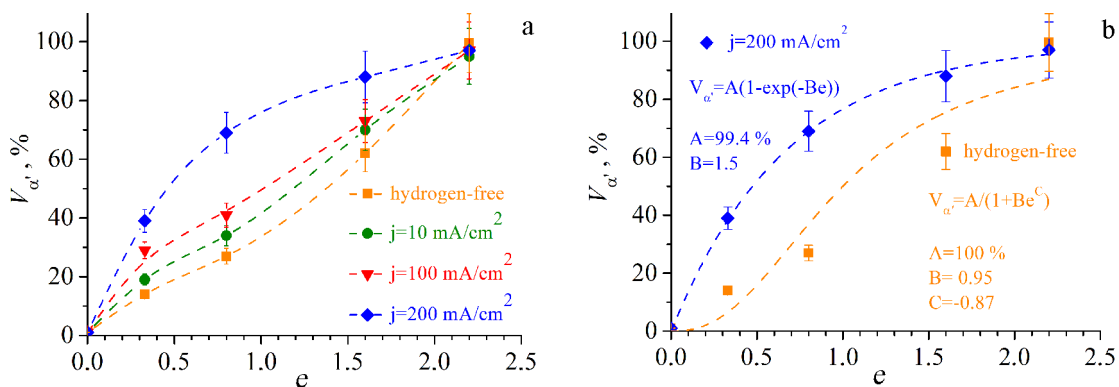 a
V_α', %
100
80
60
40
20
0
0.0 0.5 1.0 1.5 2.0 2.5
e
hydrogen-free
j=10 mA/cm²
j=100 mA/cm²
j=200 mA/cm²
b
V_α', %
100
80
60
40
20
0
0.0 0.5 1.0 1.5 2.0 2.5
e
j=200 mA/cm²
V_α'=A(1-exp(-Be))
A=99.4 %
B=1.5
hydrogen-free
V_α'=A/(1+Be^C)
A=100 %
B= 0.95
C=-0.87